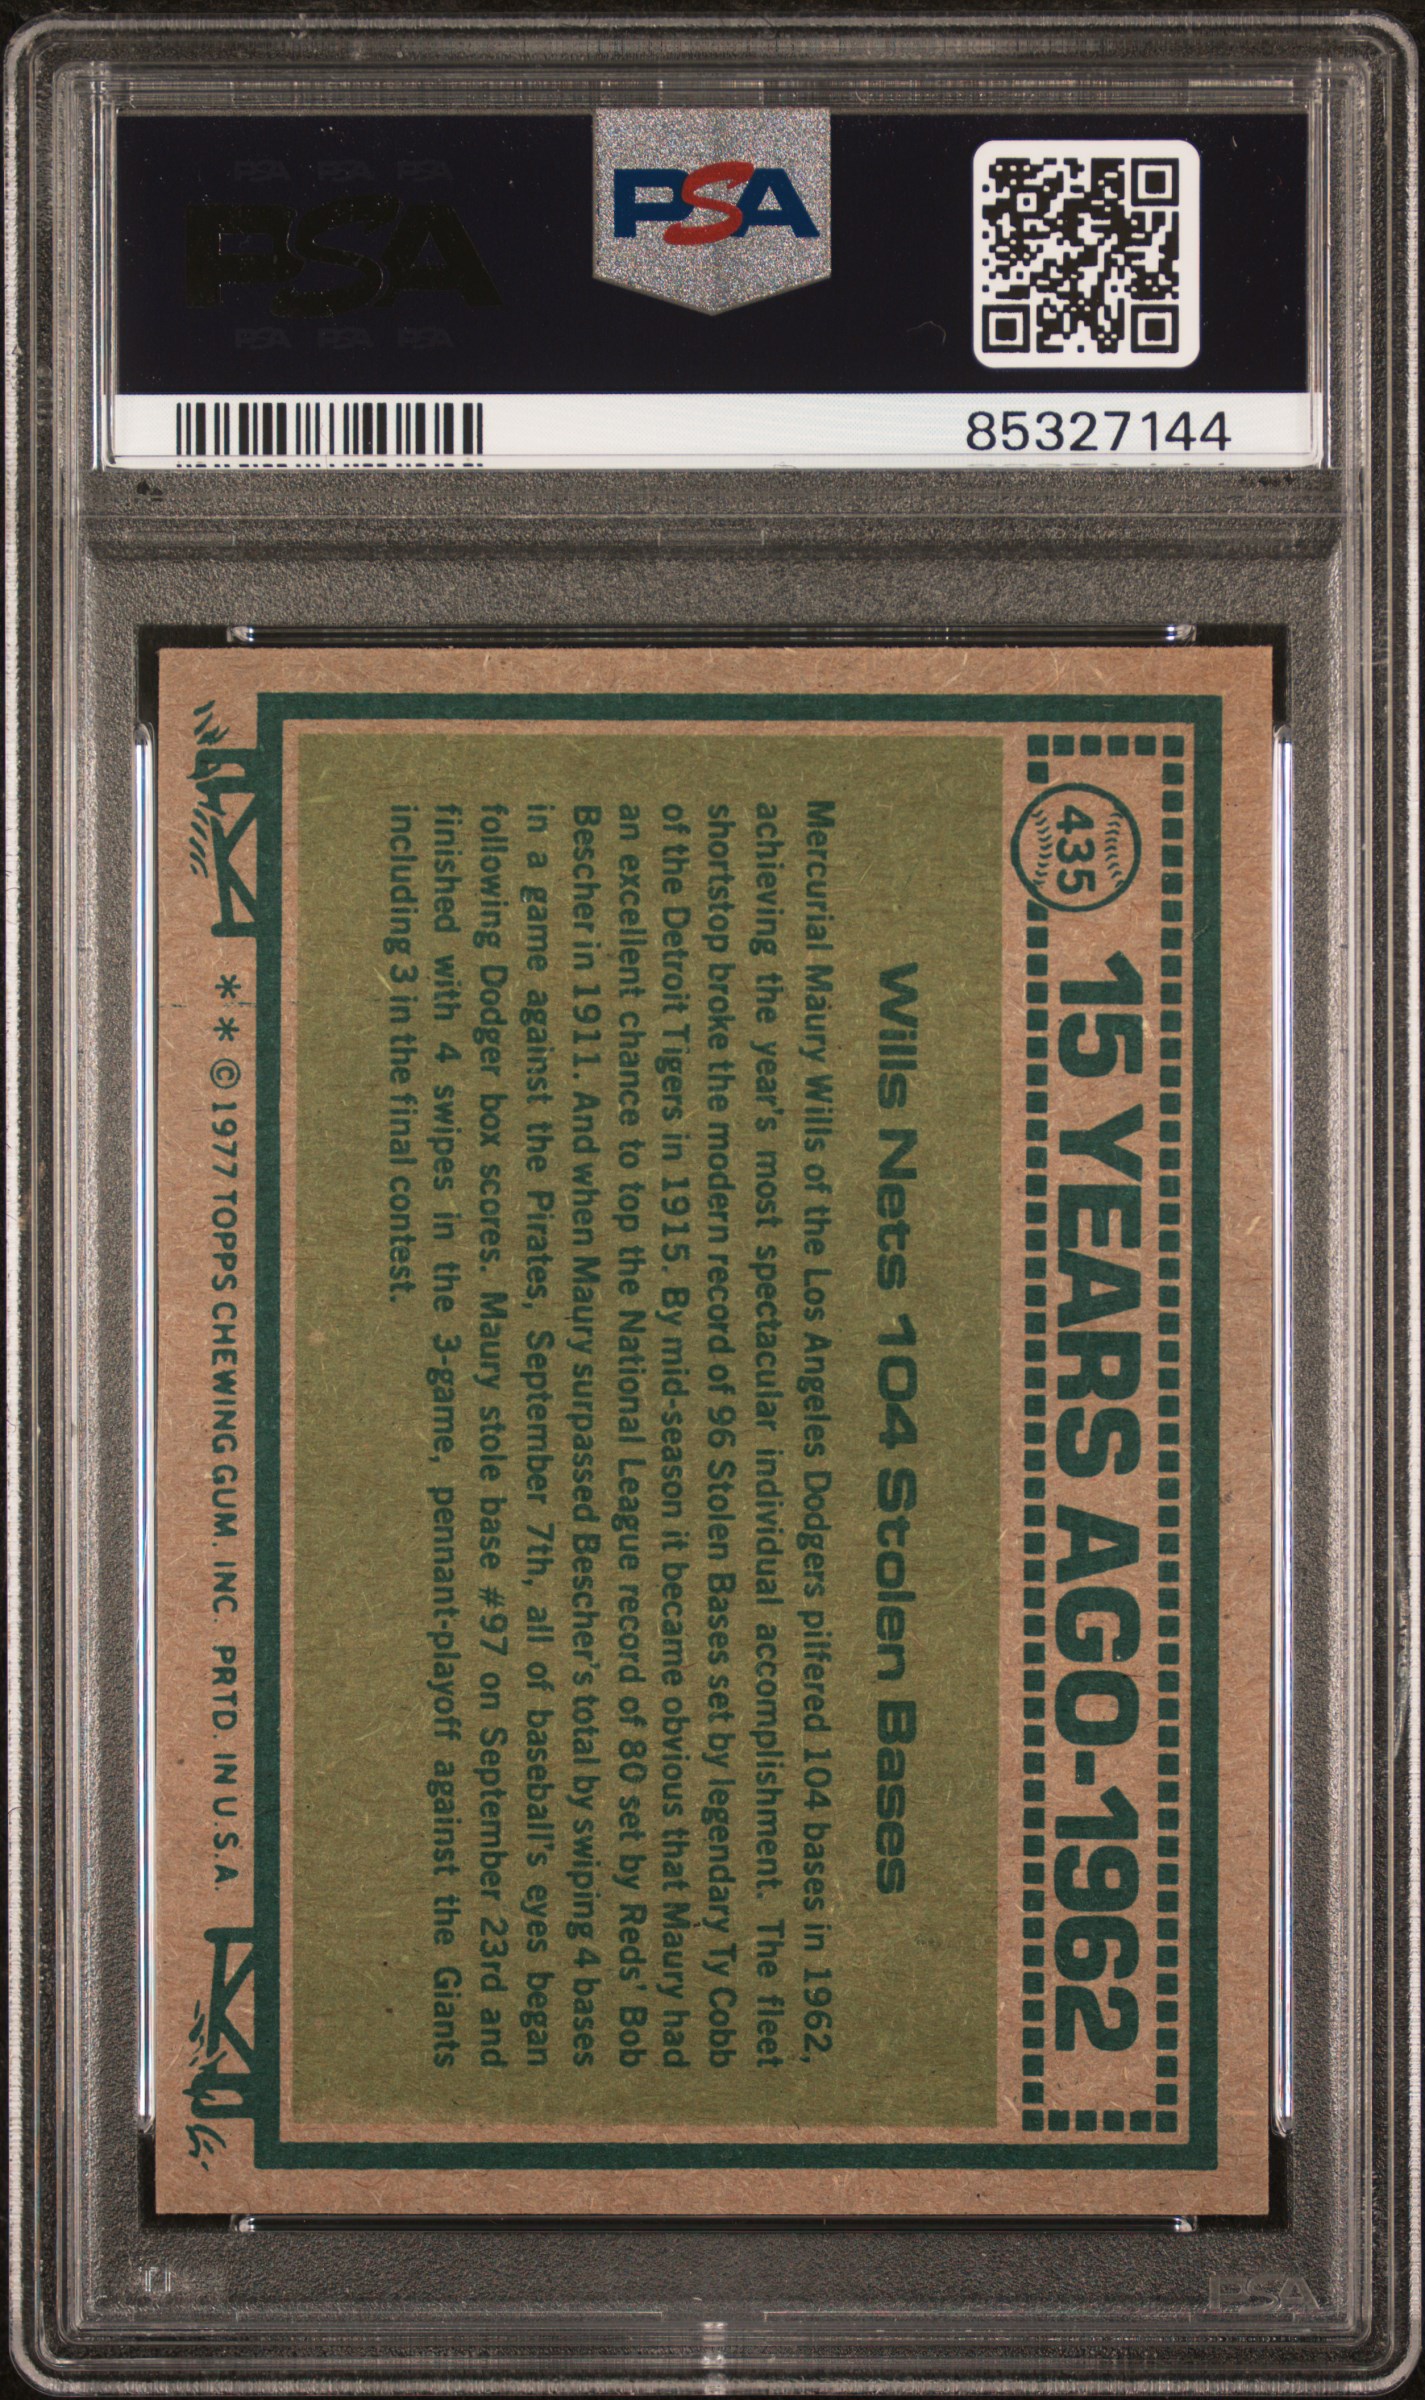 PSA PSA PSA
PSA
PSA PSA PSA
PSA
85327144
435
15 YEARS AGO-1962
Wills Nets 104 Stolen Bases
Mercurial Maury Wills of the Los Angeles Dodgers pilfered 104 bases in 1962,
achieving the year's most spectacular individual accomplishment. The fleet
shortstop broke the modern record of 96 Stolen Bases set by legendary Ty Cobb
of the Detroit Tigers in 1915. By mid-season it became obvious that Maury had
an excellent chance to top the National League record of 80 set by Reds' Bob
Bescher in 1911. And when Maury surpassed Bescher's total by swiping 4 bases
in a game against the Pirates, September 7th, all of baseball's eyes began
following Dodger box scores. Maury stole base #97 on September 23rd and
finished with 4 swipes in the 3-game, pennant-playoff against the Giants
including 3 in the final contest.
* * © 1977 TOPPS CHEWING GUM. INC. PRTD. IN U.S.A.
PSA